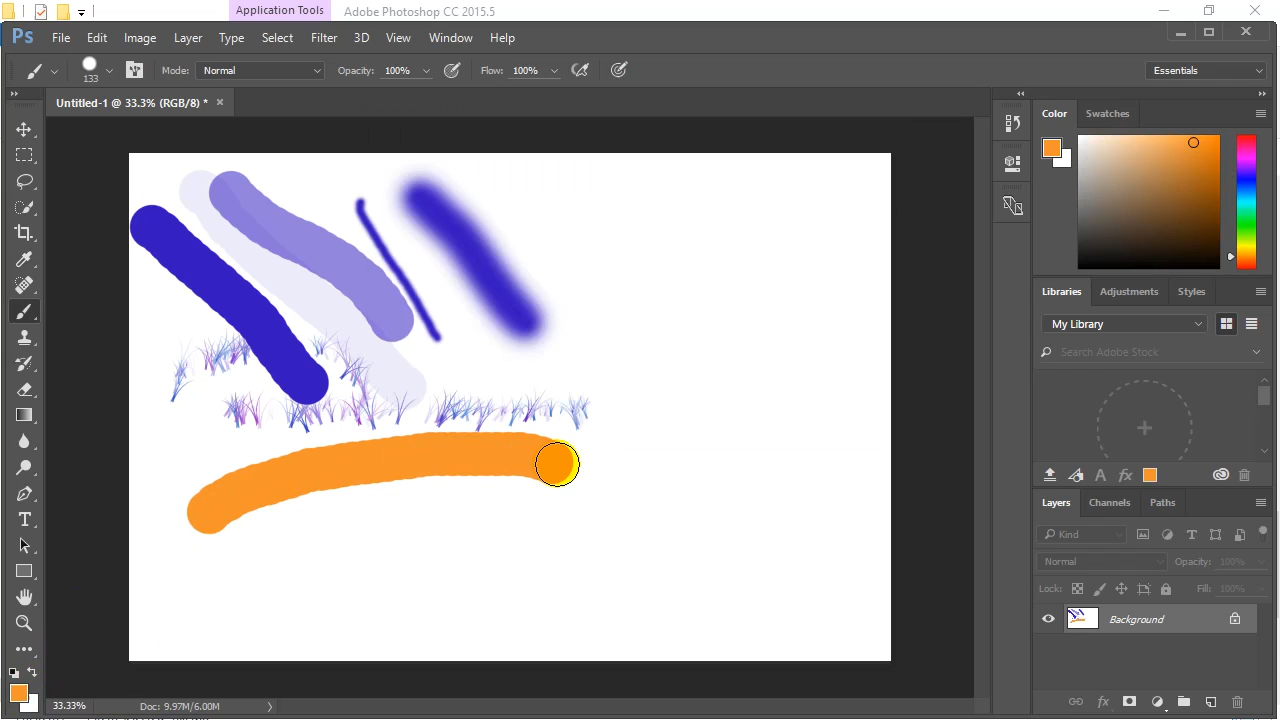 Application Tools
Adobe Photoshop CC 2015.5
Ps
File Edit Image Layer Type Select Filter 3D View Window Help
133
Mode: Normal
Opacity: 100%
Flow: 100%
Essentials
Untitled-1 @ 33.3% (RGB/8) *
Color Swatches
Libraries Adjustments Styles
My Library
Search Adobe Stock
Layers Channels Paths
Kind
Normal
Opacity: 100%
Lock:
Fill: 100%
Background
33.33%
Doc: 9.97M/6.00M